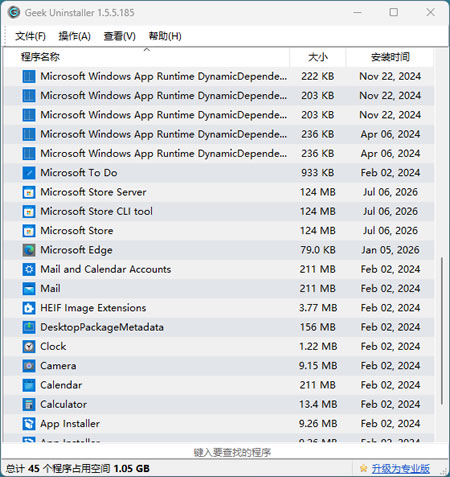 Geek Uninstaller 1.5.5.185
文件(F) 操作(A) 查看(V) 帮助(H)
程序名称 大小 安装时间
Microsoft Windows App Runtime DynamicDepende... 222 KB Nov 22, 2024
Microsoft Windows App Runtime DynamicDepende... 203 KB Nov 22, 2024
Microsoft Windows App Runtime DynamicDepende... 203 KB Nov 22, 2024
Microsoft Windows App Runtime DynamicDepende... 236 KB Apr 06, 2024
Microsoft Windows App Runtime DynamicDepende... 236 KB Apr 06, 2024
Microsoft To Do 933 KB Feb 02, 2024
Microsoft Store Server 124 MB Jul 06, 2026
Microsoft Store CLI tool 124 MB Jul 06, 2026
Microsoft Store 124 MB Jul 06, 2026
Microsoft Edge 79.0 KB Jan 05, 2026
Mail and Calendar Accounts 211 MB Feb 02, 2024
Mail 211 MB Feb 02, 2024
HEIF Image Extensions 3.77 MB Feb 02, 2024
DesktopPackageMetadata 156 MB Feb 02, 2024
Clock 1.22 MB Feb 02, 2024
Camera 9.15 MB Feb 02, 2024
Calendar 211 MB Feb 02, 2024
Calculator 13.4 MB Feb 02, 2024
App Installer 9.26 MB Feb 02, 2024
App Installer 9.26 MB Feb 02, 2024
键入要查找的程序
总计 45 个程序占用空间 1.05 GB 升级为专业版